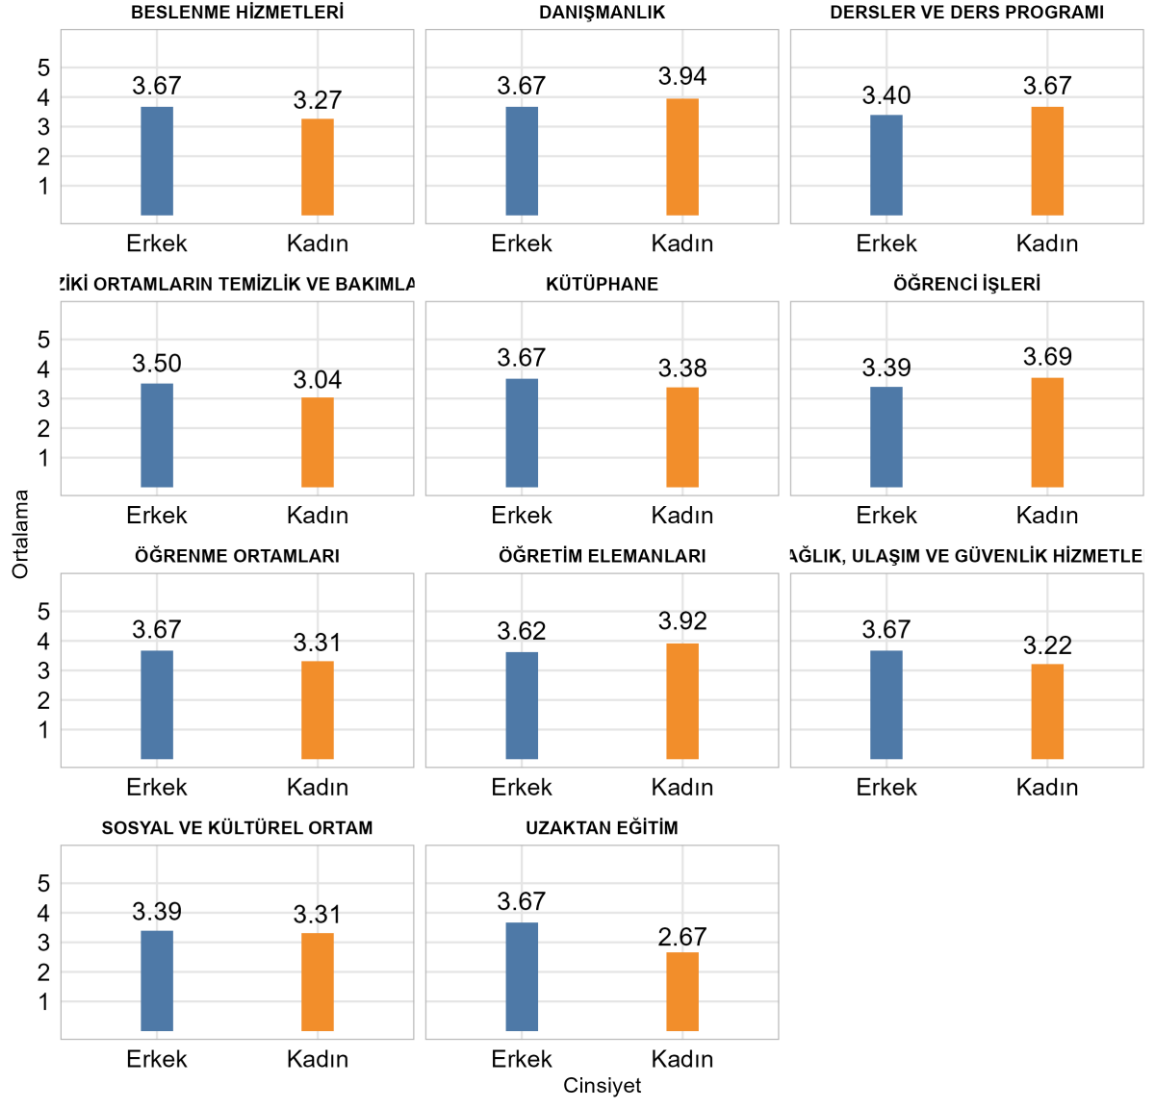 BESLENME HİZMETLERİ
5
4
3
2
1
3.67
3.27
Erkek
Kadın
DANIŞMANLIK
3.67
3.94
Erkek
Kadın
DERSLER VE DERS PROGRAMI
3.40
3.67
Erkek
Kadın
ZİKİ ORTAMLARIN TEMİZLİK VE BAKIMLA
5
4
3
2
1
3.50
3.04
Erkek
Kadın
KÜTÜPHANE
3.67
3.38
Erkek
Kadın
ÖĞRENCİ İŞLERİ
3.39
3.69
Erkek
Kadın
Ortalama
ÖĞRENME ORTAMLARI
5
4
3
2
1
3.67
3.31
Erkek
Kadın
ÖĞRETİM ELEMANLARI
3.62
3.92
Erkek
Kadın
AĞLIK, ULAŞIM VE GÜVENLİK HİZMETLE
3.67
3.22
Erkek
Kadın
SOSYAL VE KÜLTÜREL ORTAM
5
4
3
2
1
3.39
3.31
Erkek
Kadın
UZAKTAN EĞİTİM
3.67
2.67
Erkek
Kadın
Cinsiyet